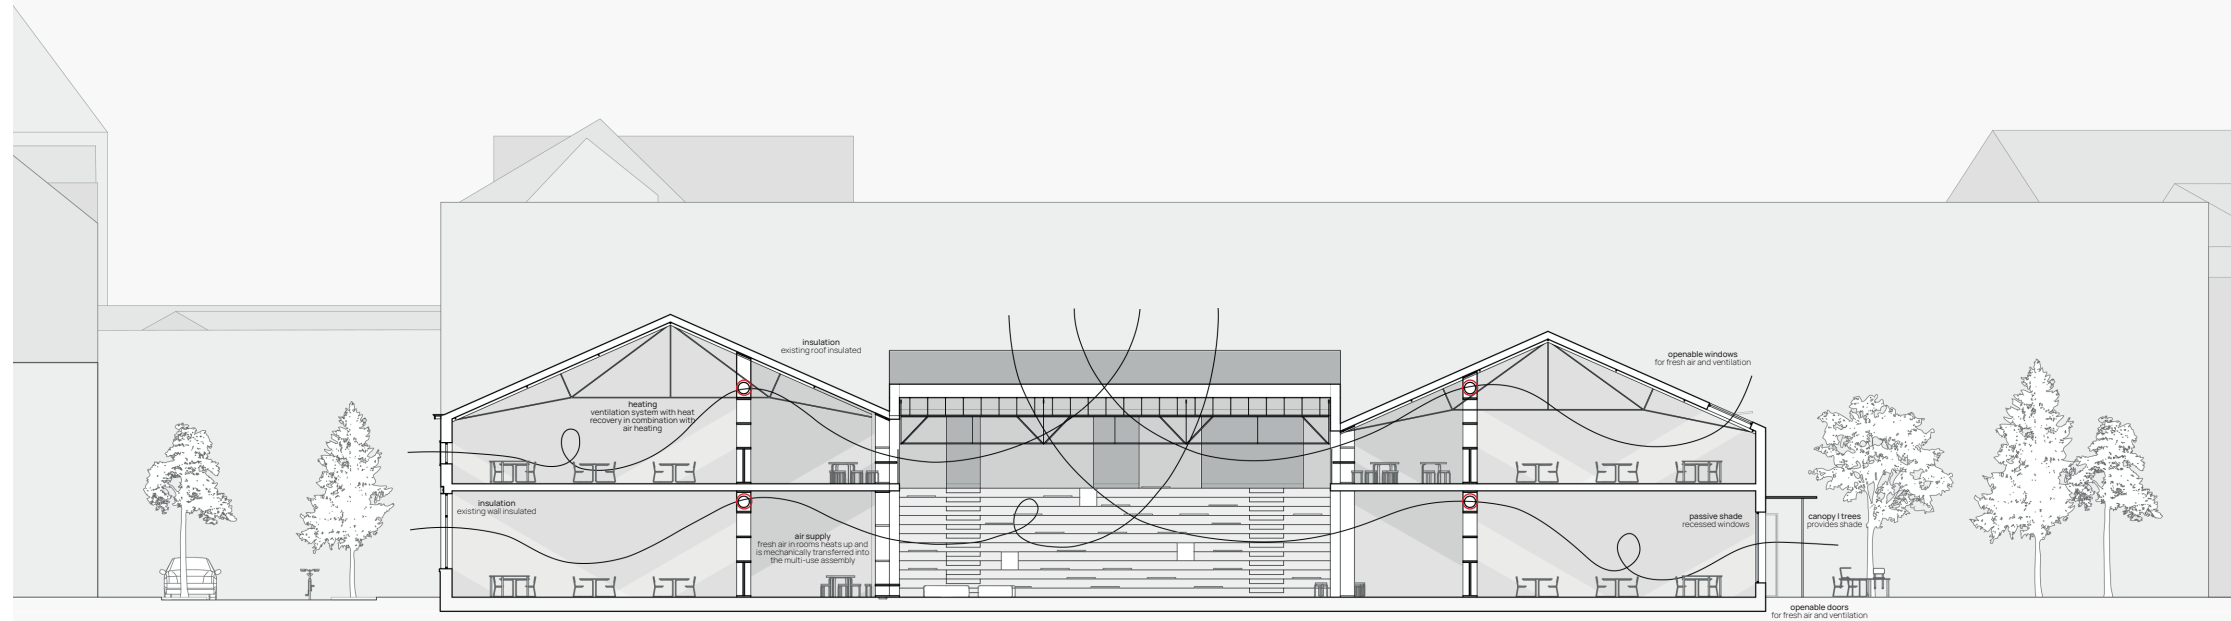 insulation
existing roof insulated
openable windows
for fresh air and ventilation
heating
ventilation system with heat
recovery in combination with
air heating
insulation
existing wall insulated
air supply
fresh air in rooms heats up and
is mechanically transferred into
the multi-use assembly
passive shade
recessed windows
canopy | trees
provides shade
openable doors
for fresh air and ventilation